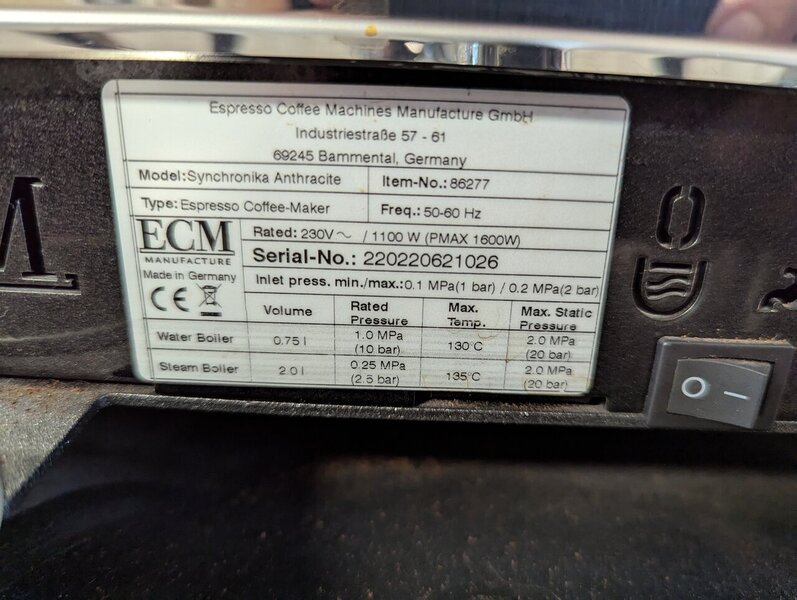 Espresso Coffee Machines Manufacture GmbH
Industriestraße 57 - 61
69245 Bammental, Germany
Model: Synchronika Anthracite Item-No.: 86277
Type: Espresso Coffee-Maker Freq.: 50-60 Hz
ECM
MANUFACTURE
Made in Germany
CE
Rated: 230V~ / 1100 W (PMAX 1600W)
Serial-No.: 220220621026
Inlet press. min./max.: 0.1 MPa(1 bar) / 0.2 MPa(2 bar)
Volume Rated Pressure Max. Temp. Max. Static Pressure
Water Boiler 0.75 l 1.0 MPa (10 bar) 130°C 2.0 MPa (20 bar)
Steam Boiler 2.0 l 0.25 MPa (2.5 bar) 135°C 2.0 MPa (20 bar)
O –